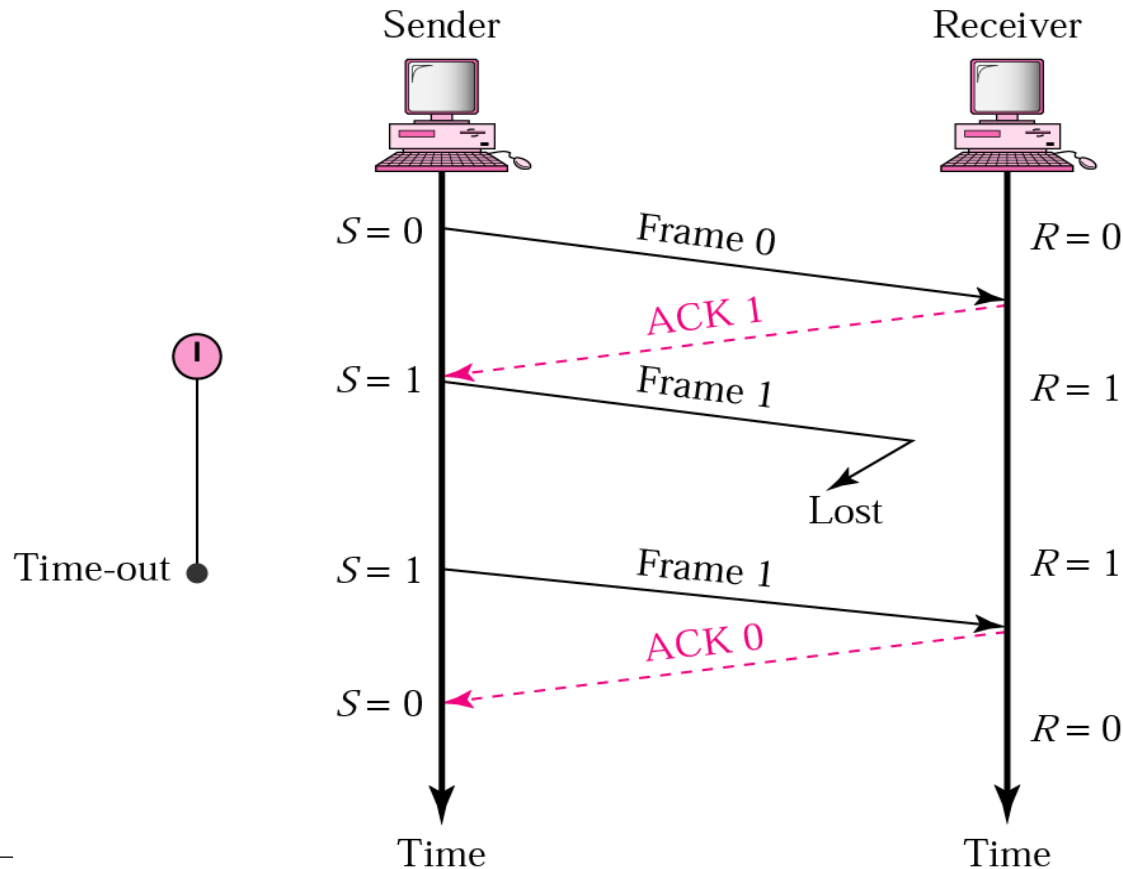 Sender
Receiver
S = 0
Frame 0
R = 0
ACK 1
S = 1
Frame 1
R = 1
Lost
Time-out
S = 1
Frame 1
R = 1
ACK 0
S = 0
R = 0
Time
Time